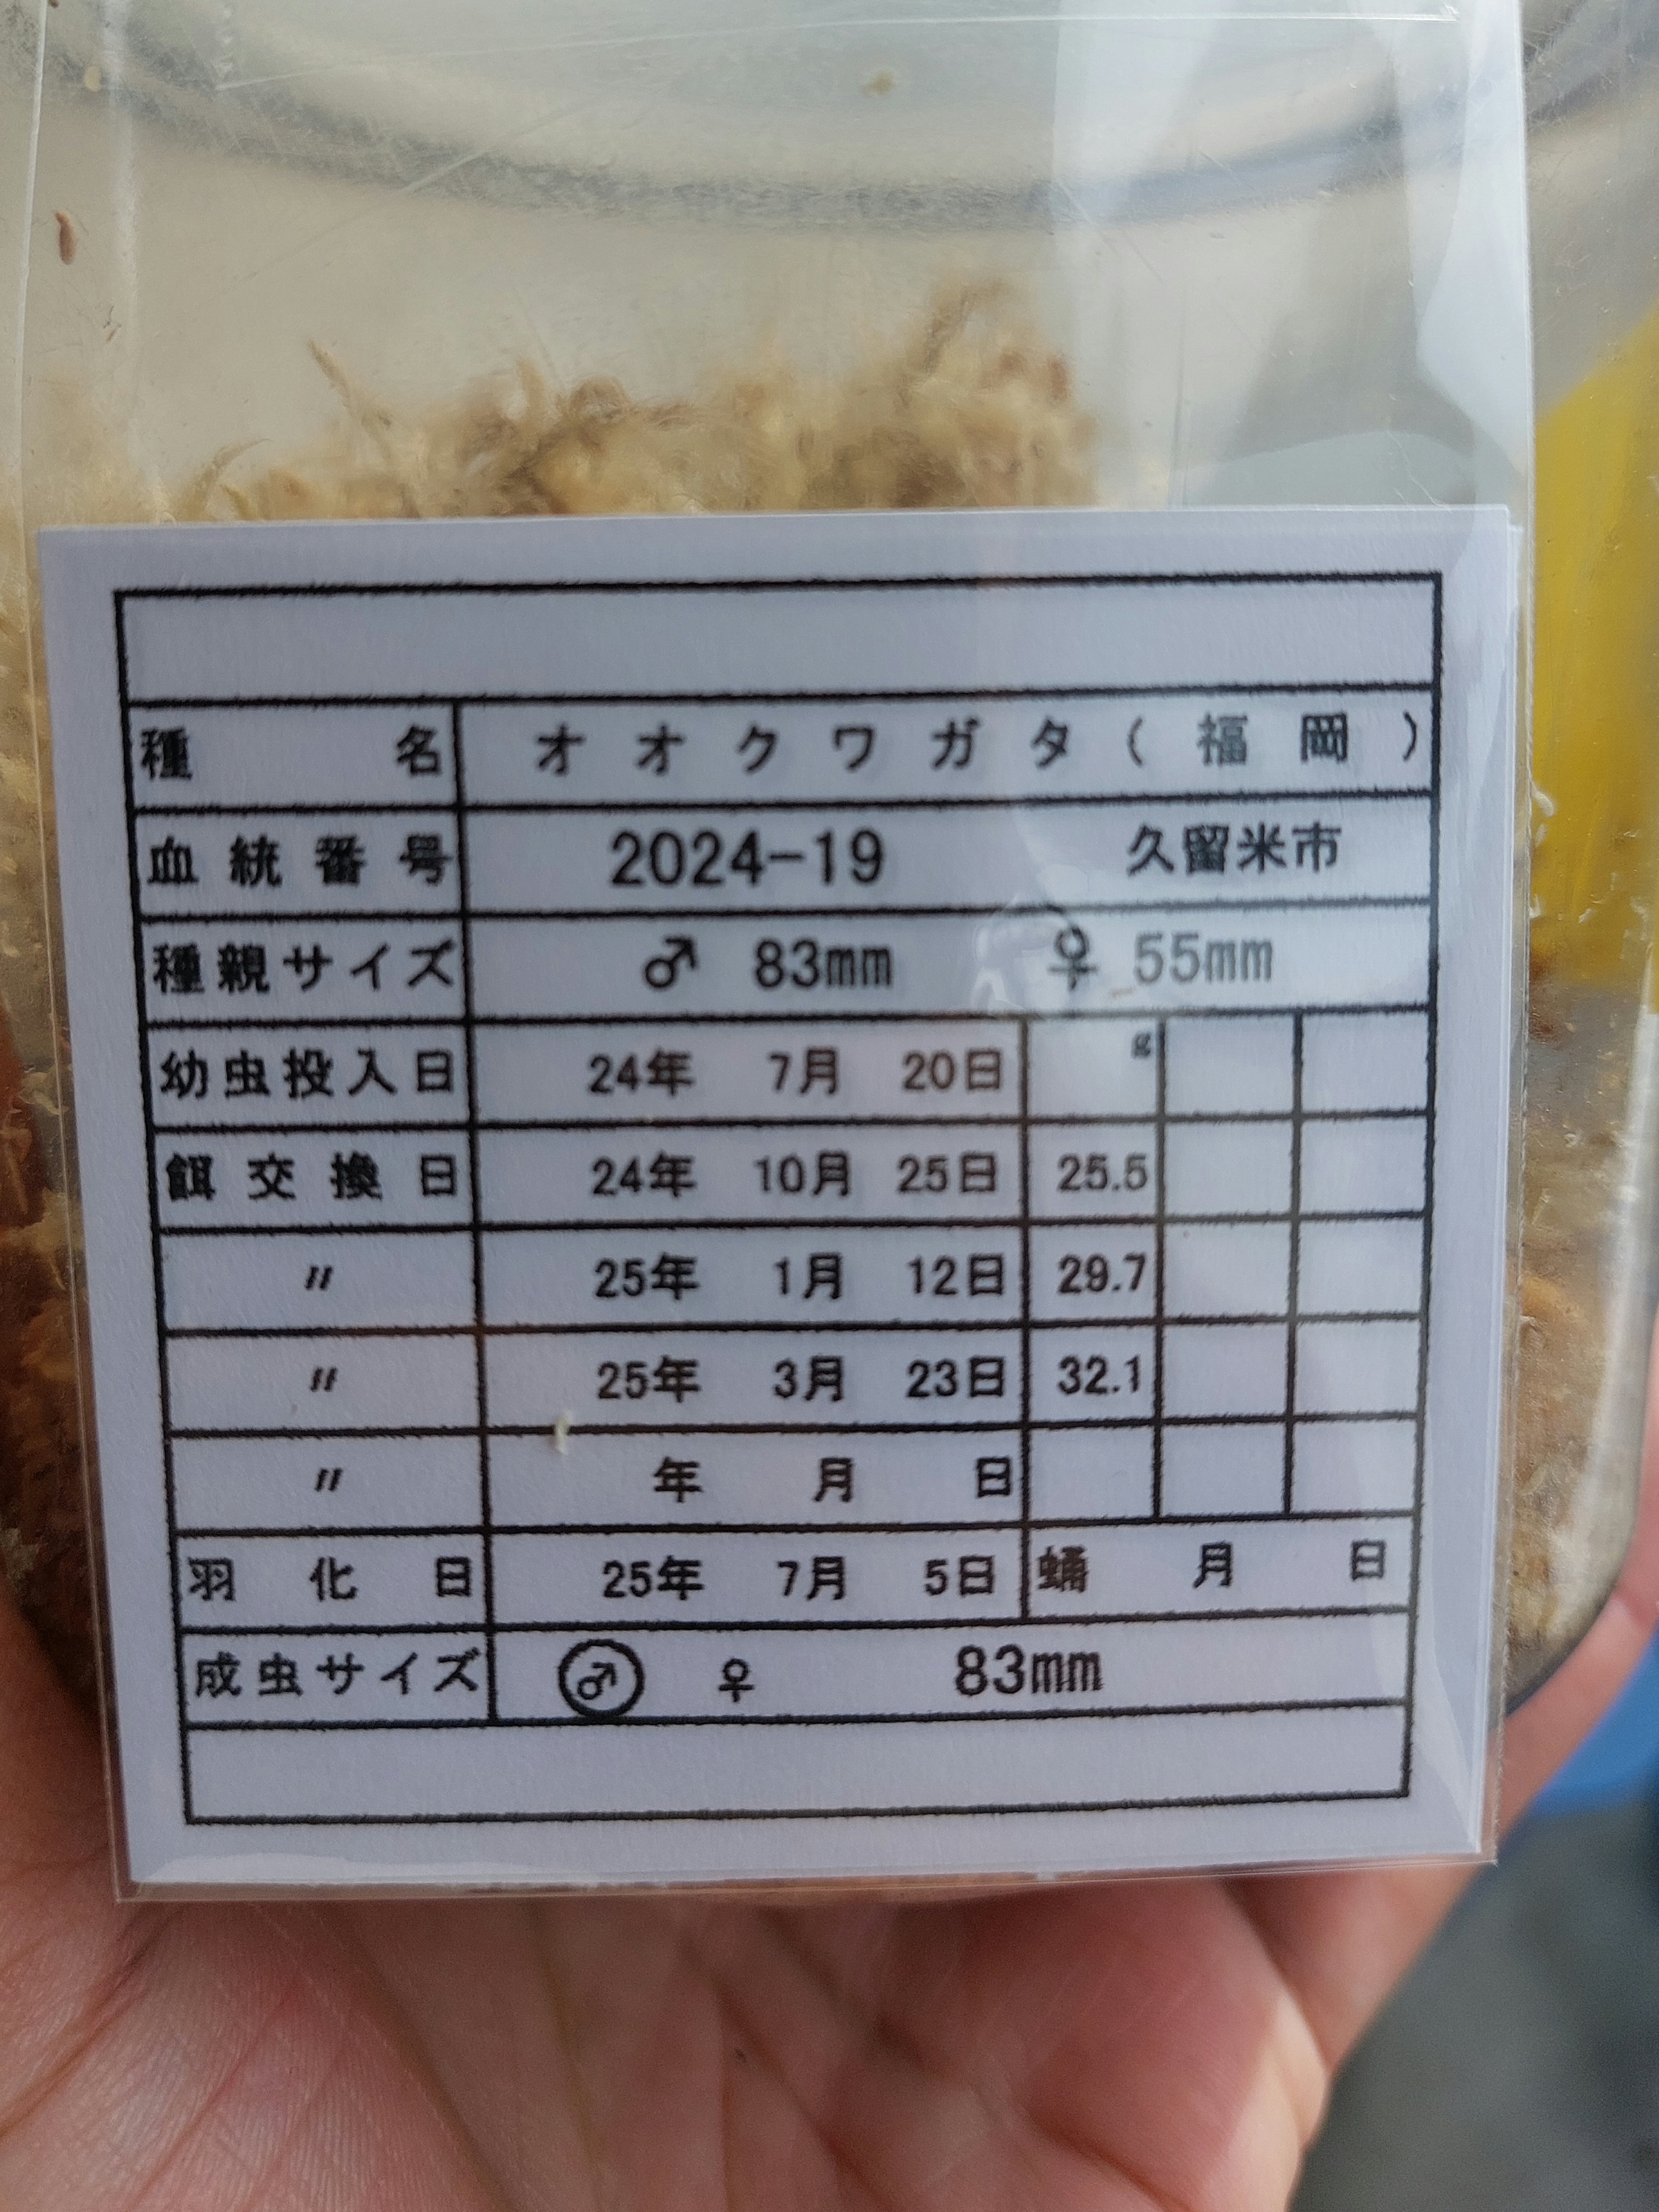 種名 オオクワガタ(福岡)
血統番号 2024-19 久留米市
種親サイズ ♂ 83mm ♀ 55mm
幼虫投入日 24年 7月 20日 g
餌交換日 24年 10月 25日 25.5
〃 25年 1月 12日 29.7
〃 25年 3月 23日 32.1
〃 年 月 日
羽化日 25年 7月 5日 蛹 月 日
成虫サイズ ♂ ♀ 83mm